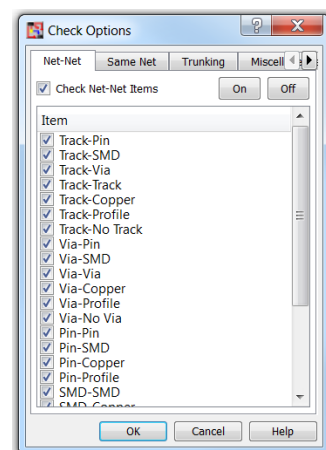 Check Options
Net-Net Same Net Trunking Miscell
Check Net-Net Items On Off
Item
Track-Pin
Track-SMD
Track-Via
Track-Track
Track-Copper
Track-Profile
Track-No Track
Via-Pin
Via-SMD
Via-Via
Via-Copper
Via-Profile
Via-No Via
Pin-Pin
Pin-SMD
Pin-Copper
Pin-Profile
SMD-SMD
SMD-Copper
OK Cancel Help